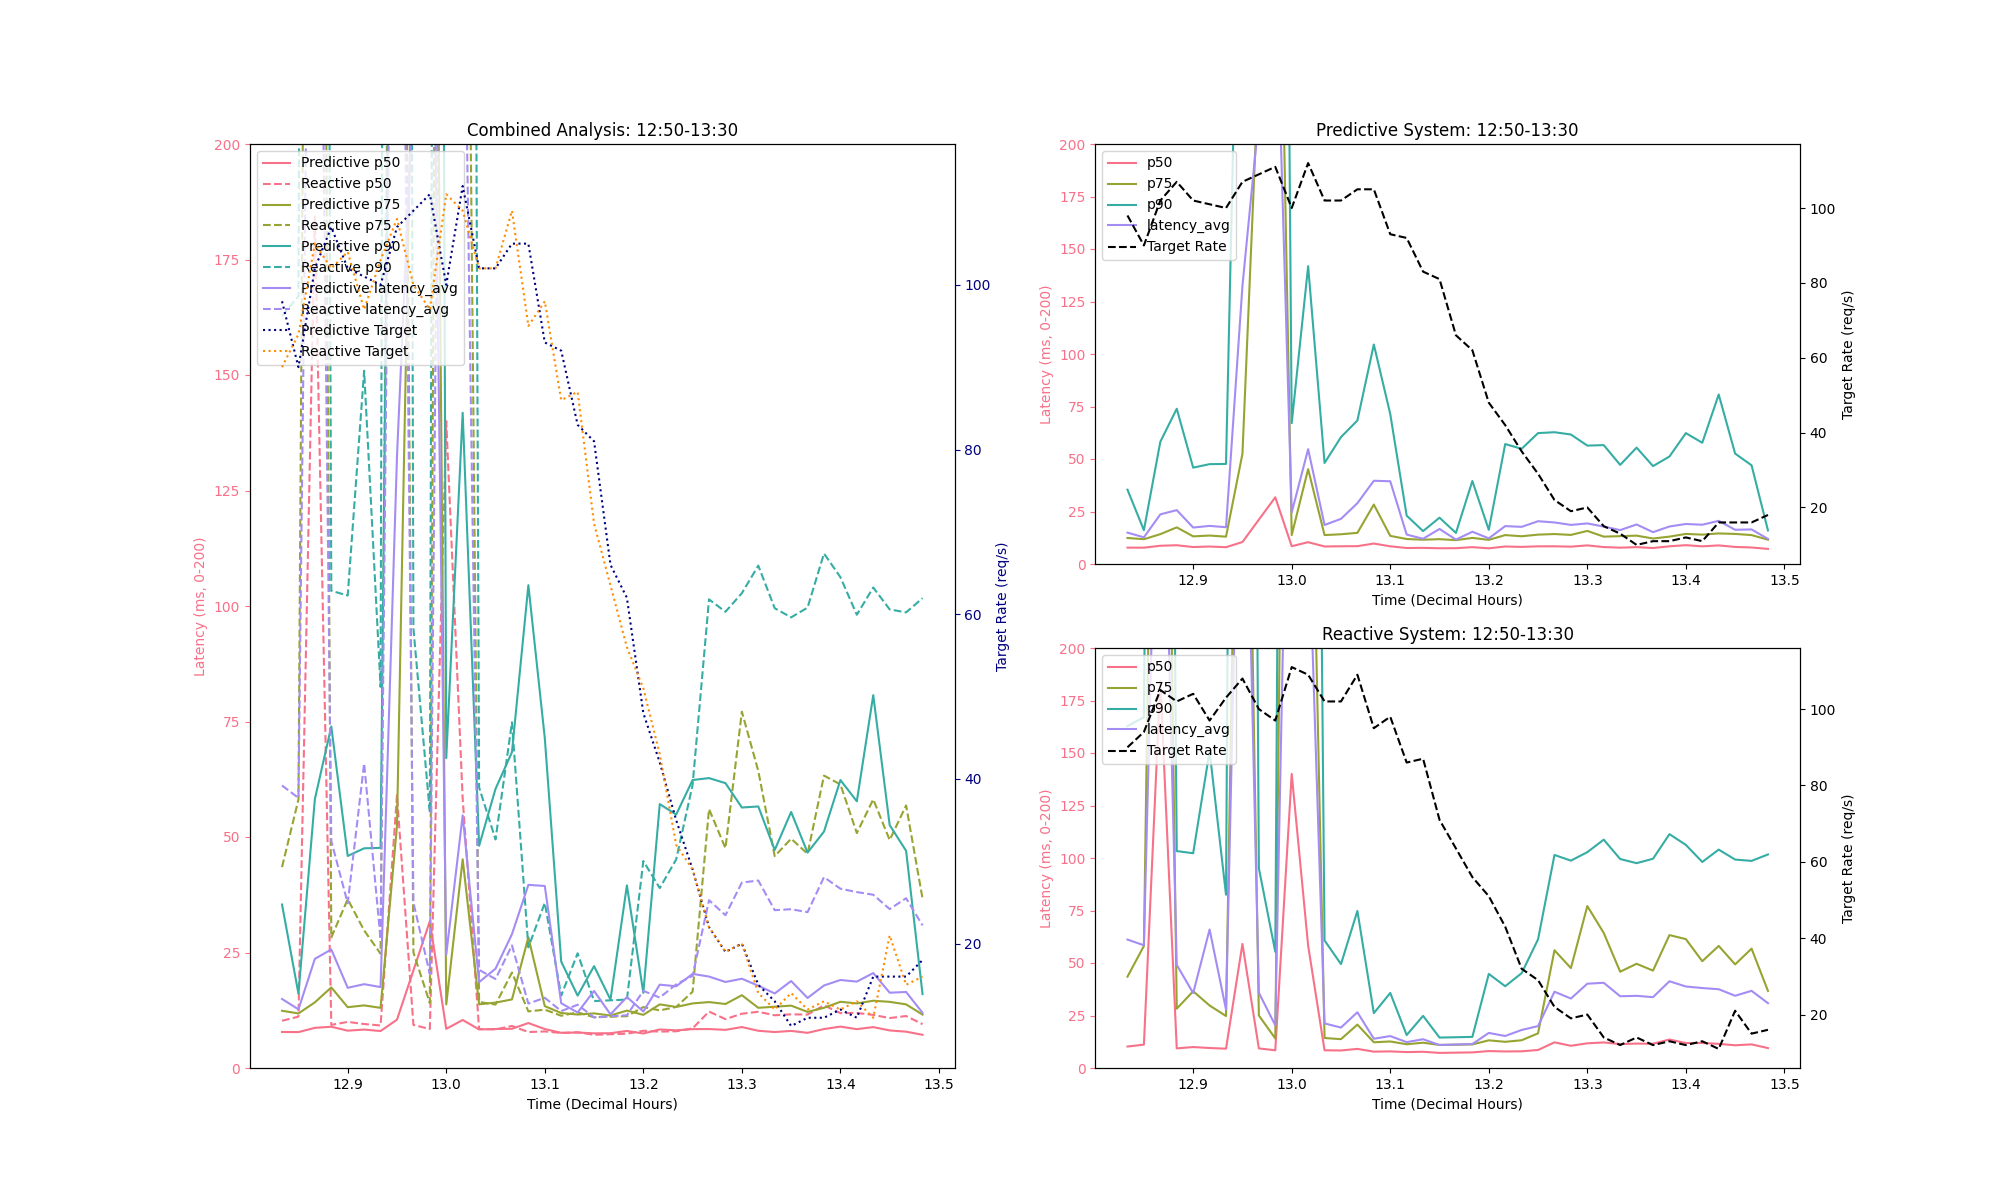 Combined Analysis: 12:50-13:30
Predictive p50
Reactive p50
Predictive p75
Reactive p75
Predictive p90
Reactive p90
Predictive latency_avg
Reactive latency_avg
Predictive Target
Reactive Target
200
175
150
125
100
75
50
25
0
Latency (ms, 0-200)
100
80
60
40
20
Target Rate (req/s)
12.9
13.0
13.1
13.2
13.3
13.4
13.5
Time (Decimal Hours)
Predictive System: 12:50-13:30
p50
p75
p90
latency_avg
Target Rate
200
175
150
125
100
75
50
25
0
Latency (ms, 0-200)
100
80
60
40
20
Target Rate (req/s)
12.9
13.0
13.1
13.2
13.3
13.4
13.5
Time (Decimal Hours)
Reactive System: 12:50-13:30
p50
p75
p90
latency_avg
Target Rate
200
175
150
125
100
75
50
25
0
Latency (ms, 0-200)
100
80
60
40
20
Target Rate (req/s)
12.9
13.0
13.1
13.2
13.3
13.4
13.5
Time (Decimal Hours)